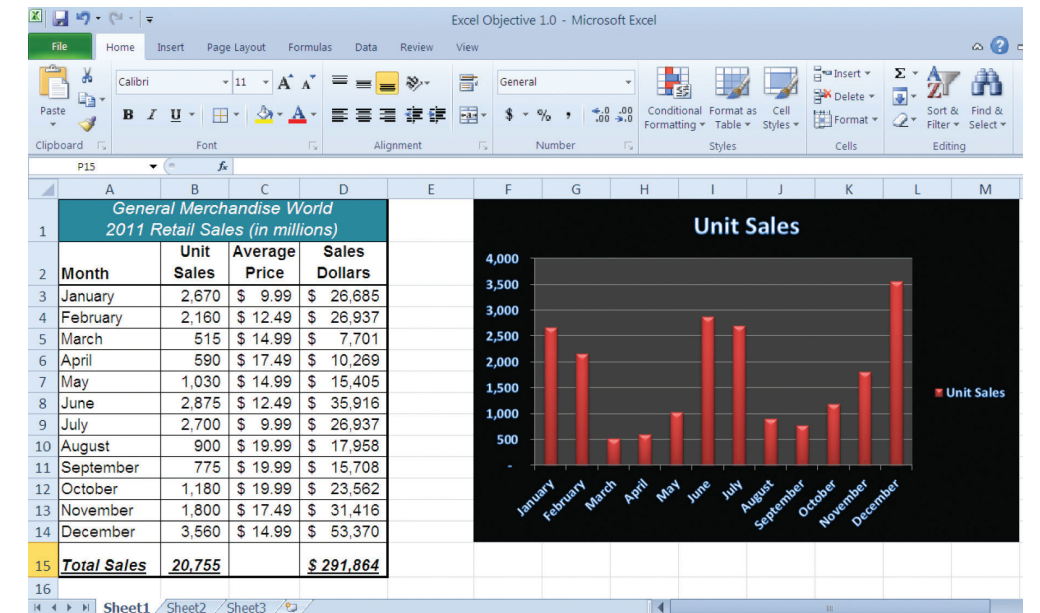 Excel Objective 1.0 - Microsoft Excel
File Home Insert Page Layout Formulas Data Review View
Calibri 11 A A General Insert Σ
Paste B I U A $ % , .0 .00 .00 .0 Conditional Formatting Format as Table Cell Styles Delete Format Sort & Filter Find & Select
Clipboard Font Alignment Number Styles Cells Editing
P15 fx
A B C D E F G H I J K L M
1 General Merchandise World
2011 Retail Sales (in millions)
2 Month Unit Sales Average Price Sales Dollars
3 January 2,670 $ 9.99 $ 26,685
4 February 2,160 $ 12.49 $ 26,937
5 March 515 $ 14.99 $ 7,701
6 April 590 $ 17.49 $ 10,269
7 May 1,030 $ 14.99 $ 15,405
8 June 2,875 $ 12.49 $ 35,916
9 July 2,700 $ 9.99 $ 26,937
10 August 900 $ 19.99 $ 17,958
11 September 775 $ 19.99 $ 15,708
12 October 1,180 $ 19.99 $ 23,562
13 November 1,800 $ 17.49 $ 31,416
14 December 3,560 $ 14.99 $ 53,370
15 Total Sales 20,755 $ 291,864
16
Unit Sales
4,000
3,500
3,000
2,500
2,000
1,500
1,000
500
-
January February March April May June July August September October November December
Unit Sales
Sheet1 Sheet2 Sheet3